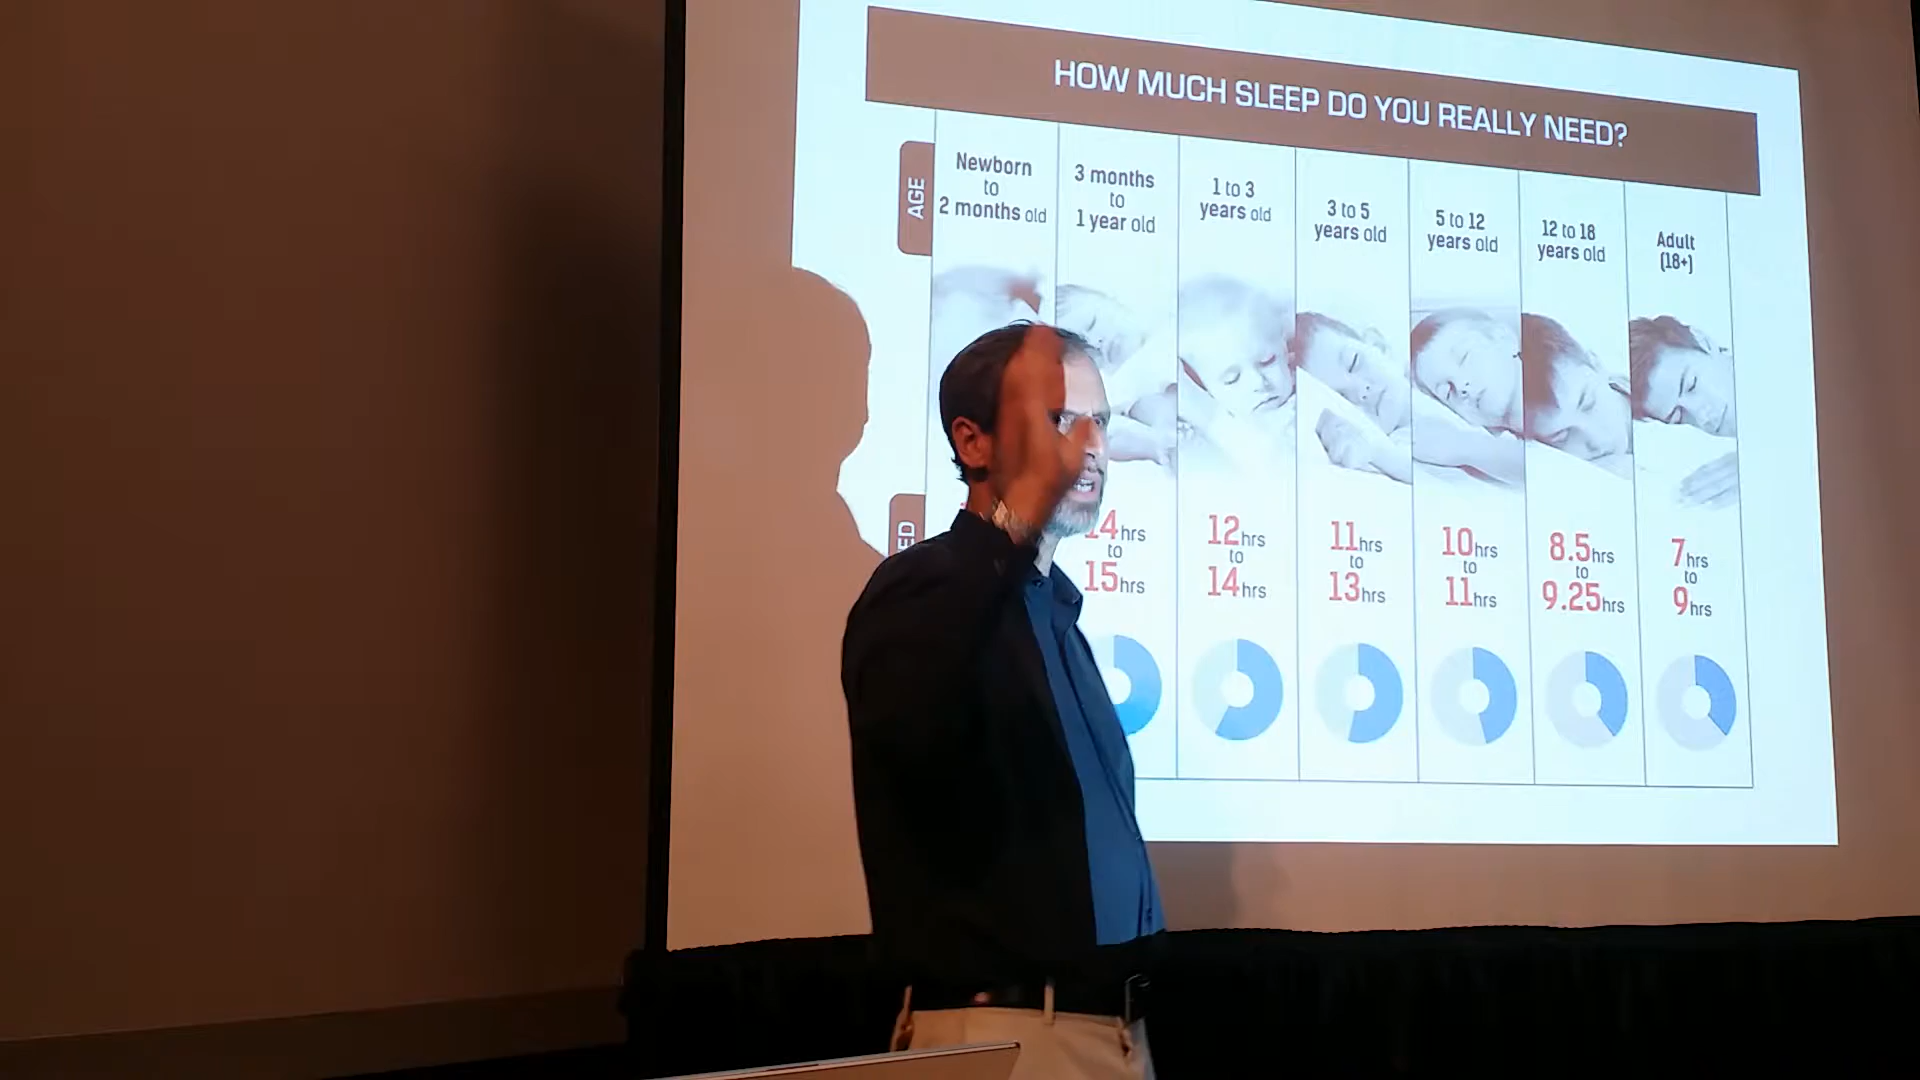 HOW MUCH SLEEP DO YOU REALLY NEED?
AGE
Newborn
to
2 months old
3 months
to
1 year old
1 to 3
years old
3 to 5
years old
5 to 12
years old
12 to 18
years old
Adult
(18+)
4hrs
to
15hrs
12hrs
to
14hrs
11hrs
to
13hrs
10hrs
to
11hrs
8.5hrs
to
9.25hrs
7hrs
to
9hrs